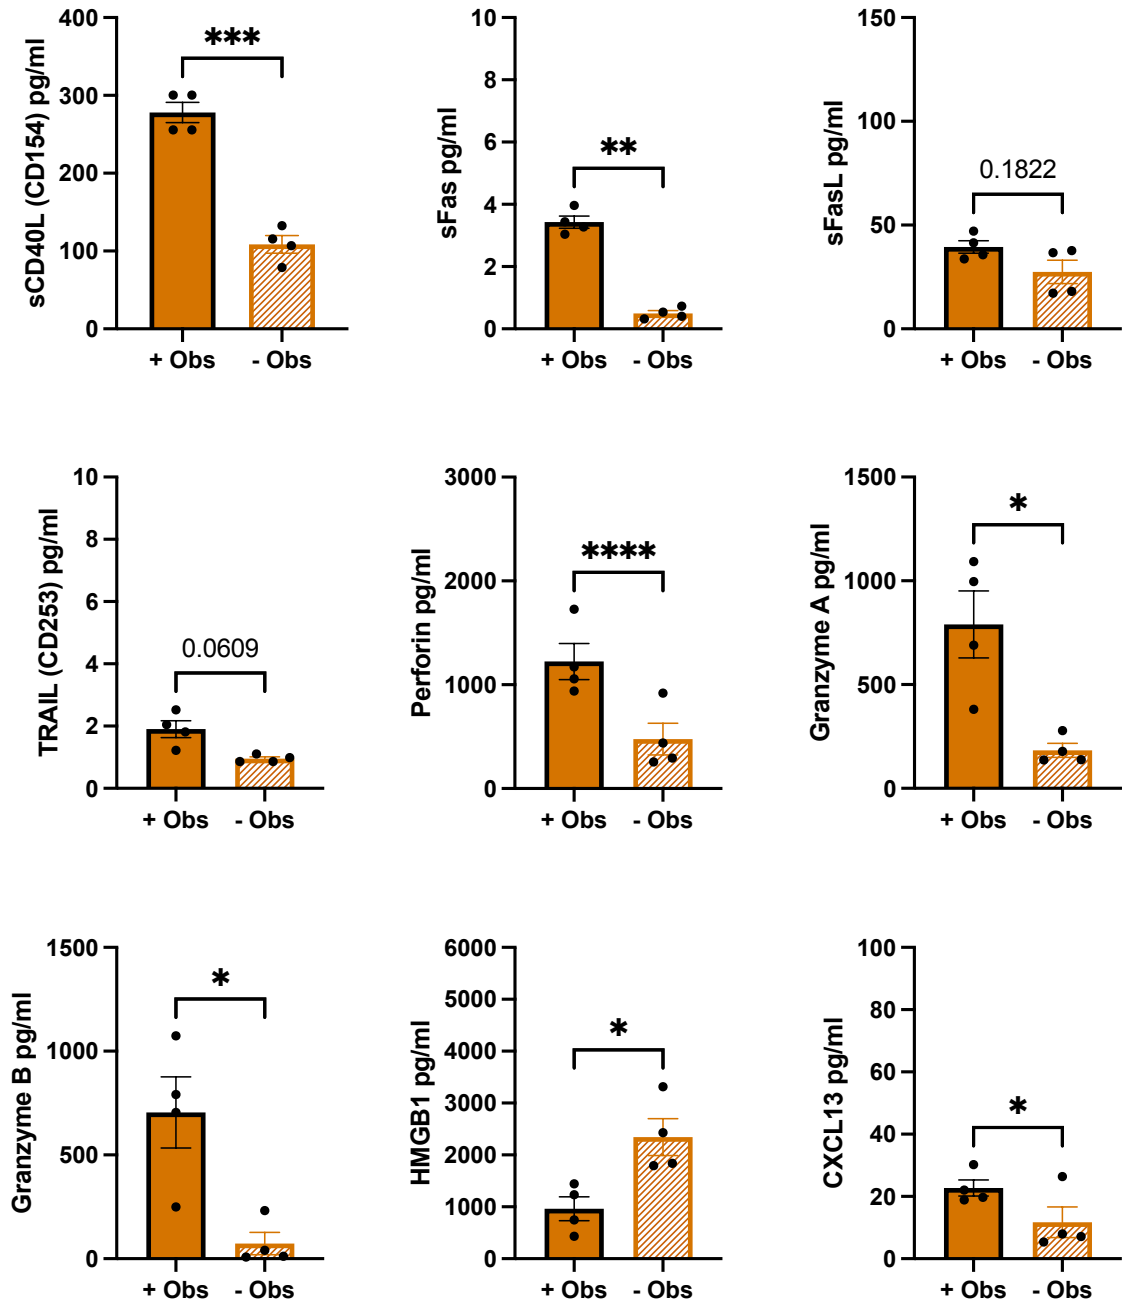 sCD40L (CD154) pg/ml
400
300
200
100
0
***
+ Obs
- Obs
sFas pg/ml
10
8
6
4
2
0
**
+ Obs
- Obs
sFasL pg/ml
150
100
50
0
0.1822
+ Obs
- Obs
TRAIL (CD253) pg/ml
10
8
6
4
2
0
0.0609
+ Obs
- Obs
Perforin pg/ml
3000
2000
1000
0
****
+ Obs
- Obs
Granzyme A pg/ml
1500
1000
500
0
*
+ Obs
- Obs
Granzyme B pg/ml
1500
1000
500
0
*
+ Obs
- Obs
HMGB1 pg/ml
6000
5000
4000
3000
2000
1000
0
*
+ Obs
- Obs
CXCL13 pg/ml
100
80
60
40
20
0
*
+ Obs
- Obs